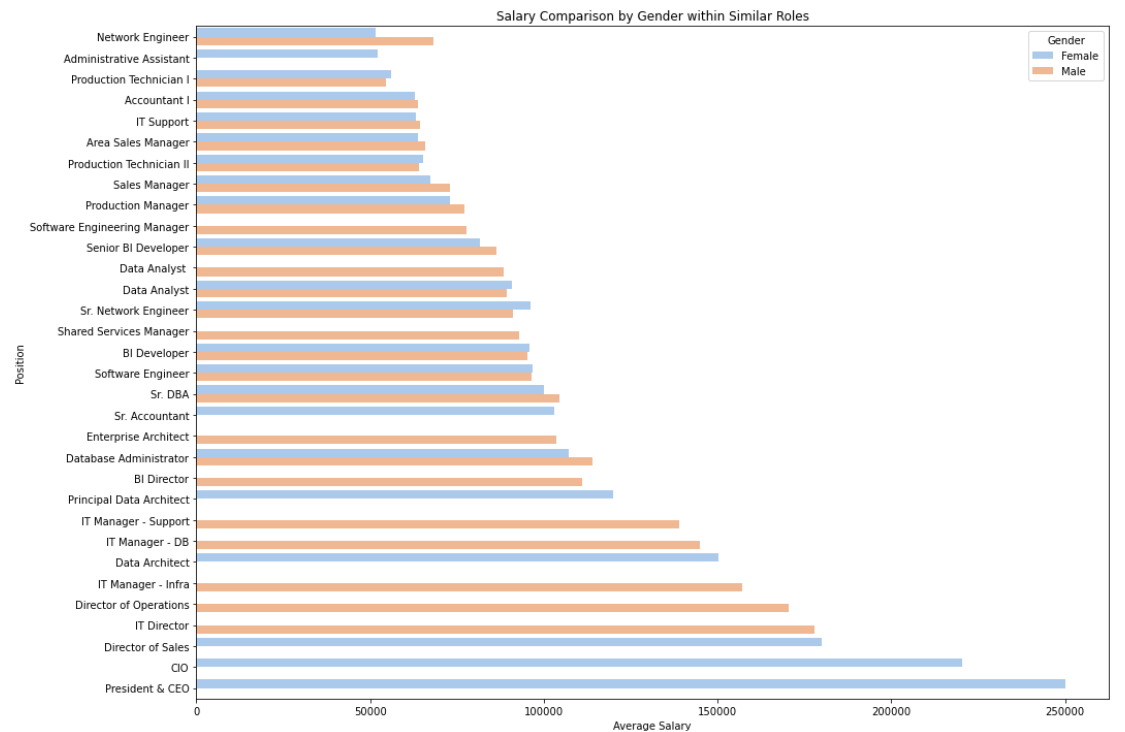 Salary Comparison by Gender within Similar Roles
Gender
Female
Male
Position
Network Engineer
Administrative Assistant
Production Technician I
Accountant I
IT Support
Area Sales Manager
Production Technician II
Sales Manager
Production Manager
Software Engineering Manager
Senior BI Developer
Data Analyst
Data Analyst
Sr. Network Engineer
Shared Services Manager
BI Developer
Software Engineer
Sr. DBA
Sr. Accountant
Enterprise Architect
Database Administrator
BI Director
Principal Data Architect
IT Manager - Support
IT Manager - DB
Data Architect
IT Manager - Infra
Director of Operations
IT Director
Director of Sales
CIO
President & CEO
0 50000 100000 150000 200000 250000
Average Salary